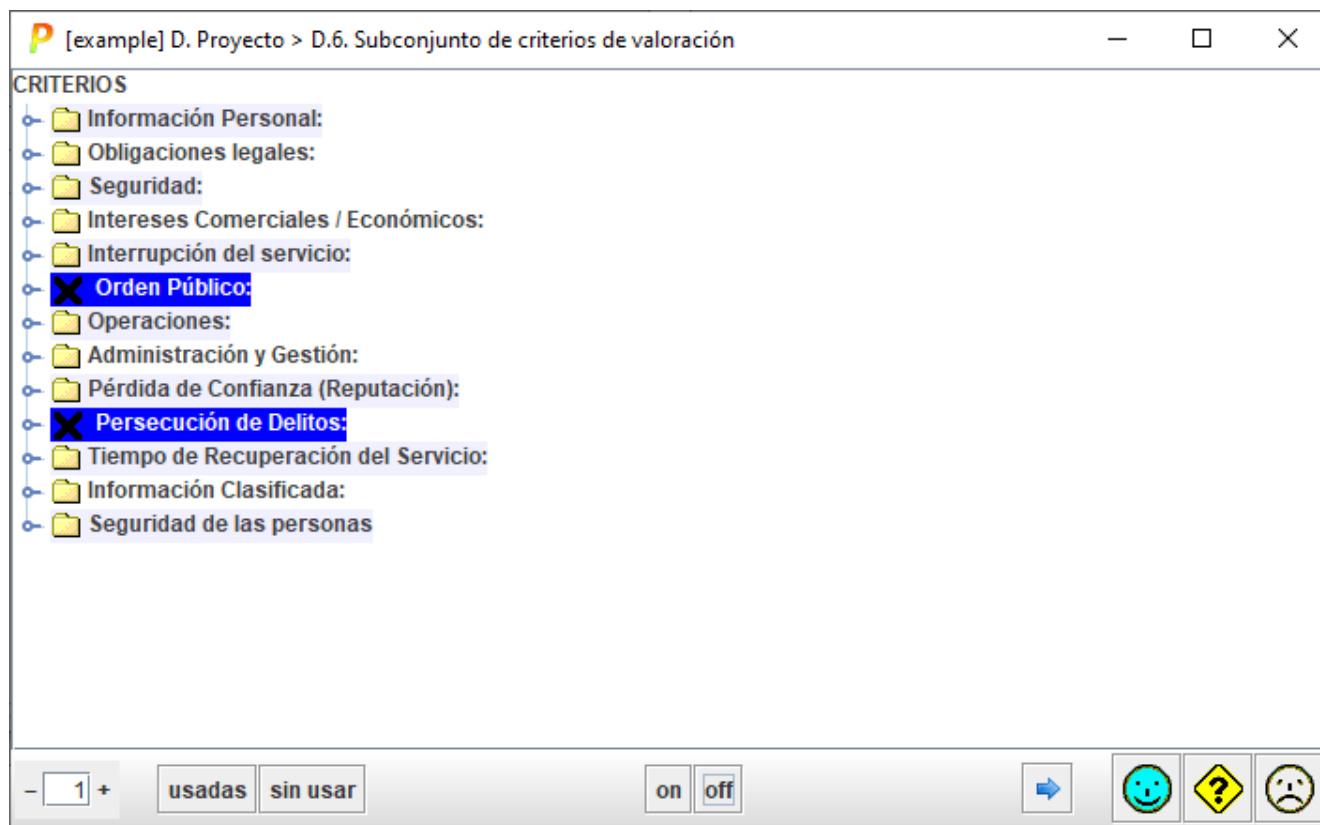 P [example] D. Proyecto > D.6. Subconjunto de criterios de valoración
CRITERIOS
Información Personal:
Obligaciones legales:
Seguridad:
Intereses Comerciales / Económicos:
Interrupción del servicio:
Orden Público:
Operaciones:
Administración y Gestión:
Pérdida de Confianza (Reputación):
Persecución de Delitos:
Tiempo de Recuperación del Servicio:
Información Clasificada:
Seguridad de las personas
– 1 + usadas sin usar on off ?